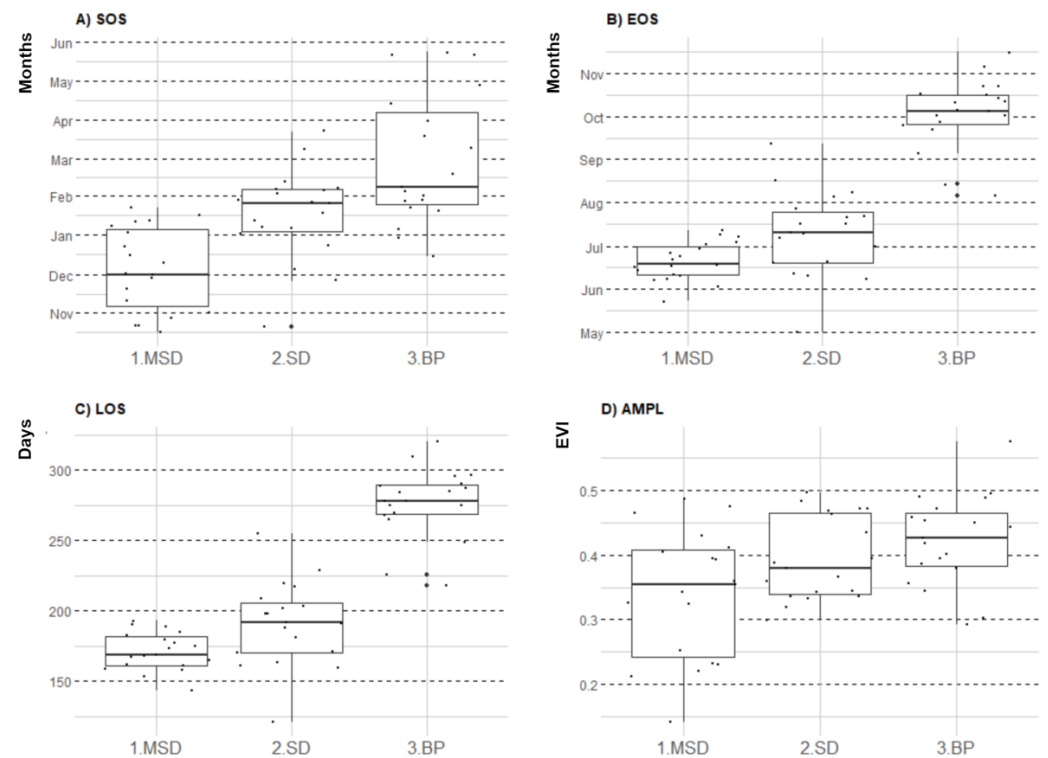 A) SOS
Months
Jun
May
Apr
Mar
Feb
Jan
Dec
Nov
1.MSD 2.SD 3.BP
B) EOS
Months
Nov
Oct
Sep
Aug
Jul
Jun
May
1.MSD 2.SD 3.BP
C) LOS
Days
300
250
200
150
1.MSD 2.SD 3.BP
D) AMPL
EVI
0.5
0.4
0.3
0.2
1.MSD 2.SD 3.BP